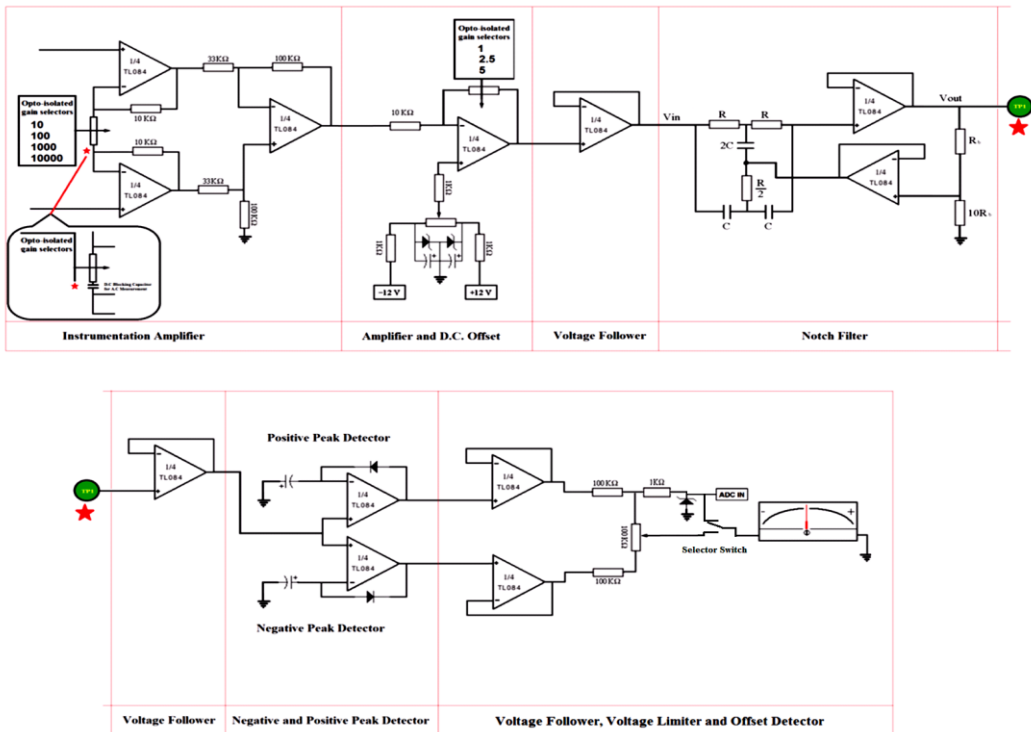 Opto-isolated
gain selectors
10
100
1000
10000
1/4
TL084
10 KΩ
33KΩ
100 KΩ
1/4
TL084
10 KΩ
1/4
TL084
33KΩ
100KΩ
Opto-isolated
gain selectors
D.C Blocking Capacitor
for A.C Measurement
Opto-isolated
gain selectors
1
2.5
5
10 KΩ
1/4
TL084
1KΩ
1KΩ
1KΩ
−12 V
+12 V
1/4
TL084
Vin
R
R
2C
R
2
C
C
1/4
TL084
1/4
TL084
Vout
TP1
10R
Instrumentation Amplifier
Amplifier and D.C. Offset
Voltage Follower
Notch Filter
TP1
1/4
TL084
Positive Peak Detector
1/4
TL084
1/4
TL084
Negative Peak Detector
1/4
TL084
1/4
TL084
100 KΩ
1KΩ
100KΩ
100 KΩ
ADC IN
Selector Switch
-
+
Voltage Follower
Negative and Positive Peak Detector
Voltage Follower, Voltage Limiter and Offset Detector